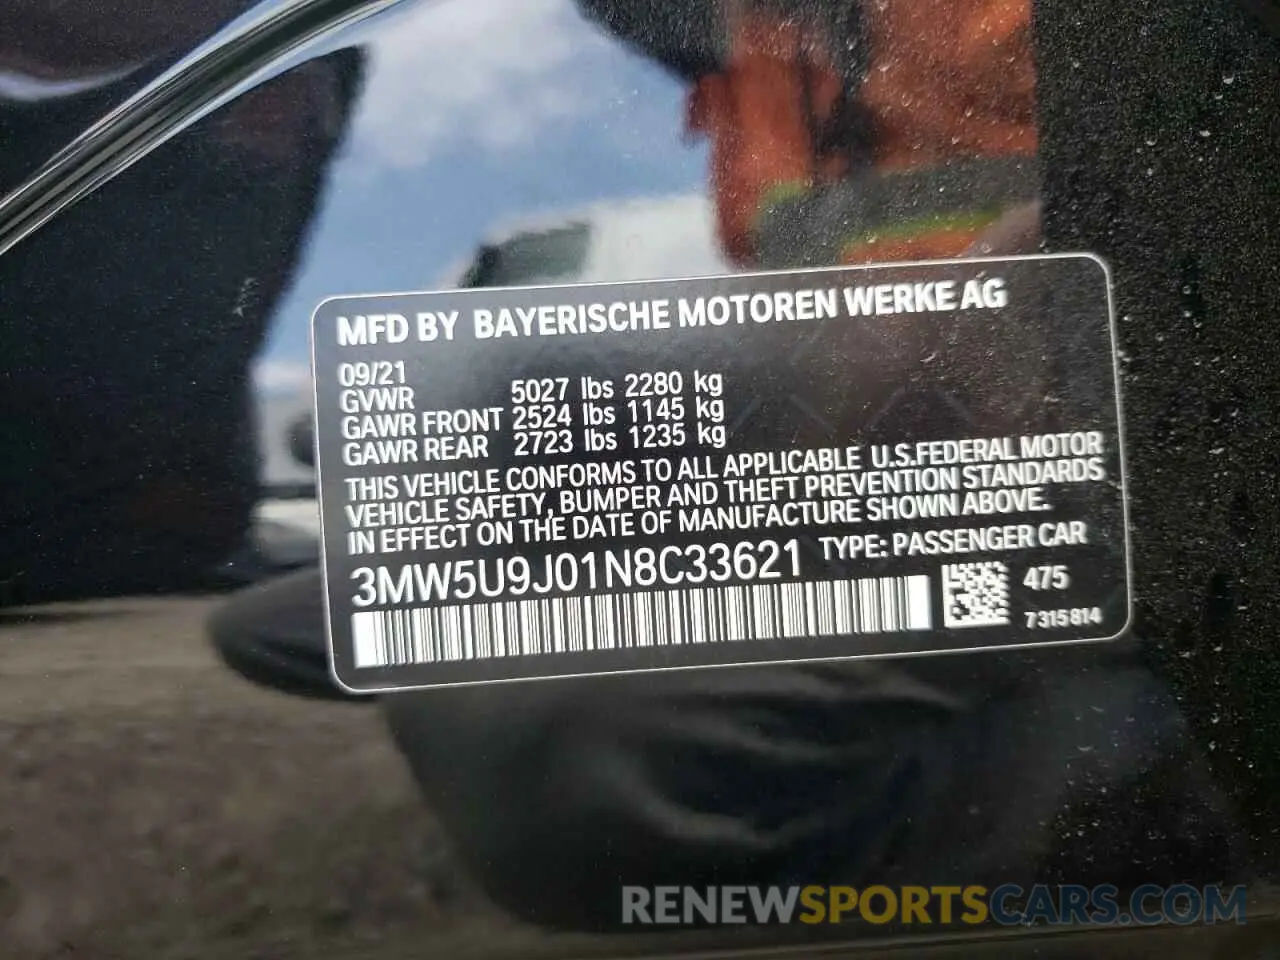 MFD BY BAYERISCHE MOTOREN WERKE AG
09/21
GVWR 5027 lbs 2280 kg
GAWR FRONT 2524 lbs 1145 kg
GAWR REAR 2723 lbs 1235 kg
THIS VEHICLE CONFORMS TO ALL APPLICABLE U.S.FEDERAL MOTOR
VEHICLE SAFETY, BUMPER AND THEFT PREVENTION STANDARDS
IN EFFECT ON THE DATE OF MANUFACTURE SHOWN ABOVE.
3MW5U9J01N8C33621 TYPE: PASSENGER CAR
475
7315814
RENEWSPORTSCARS.COM